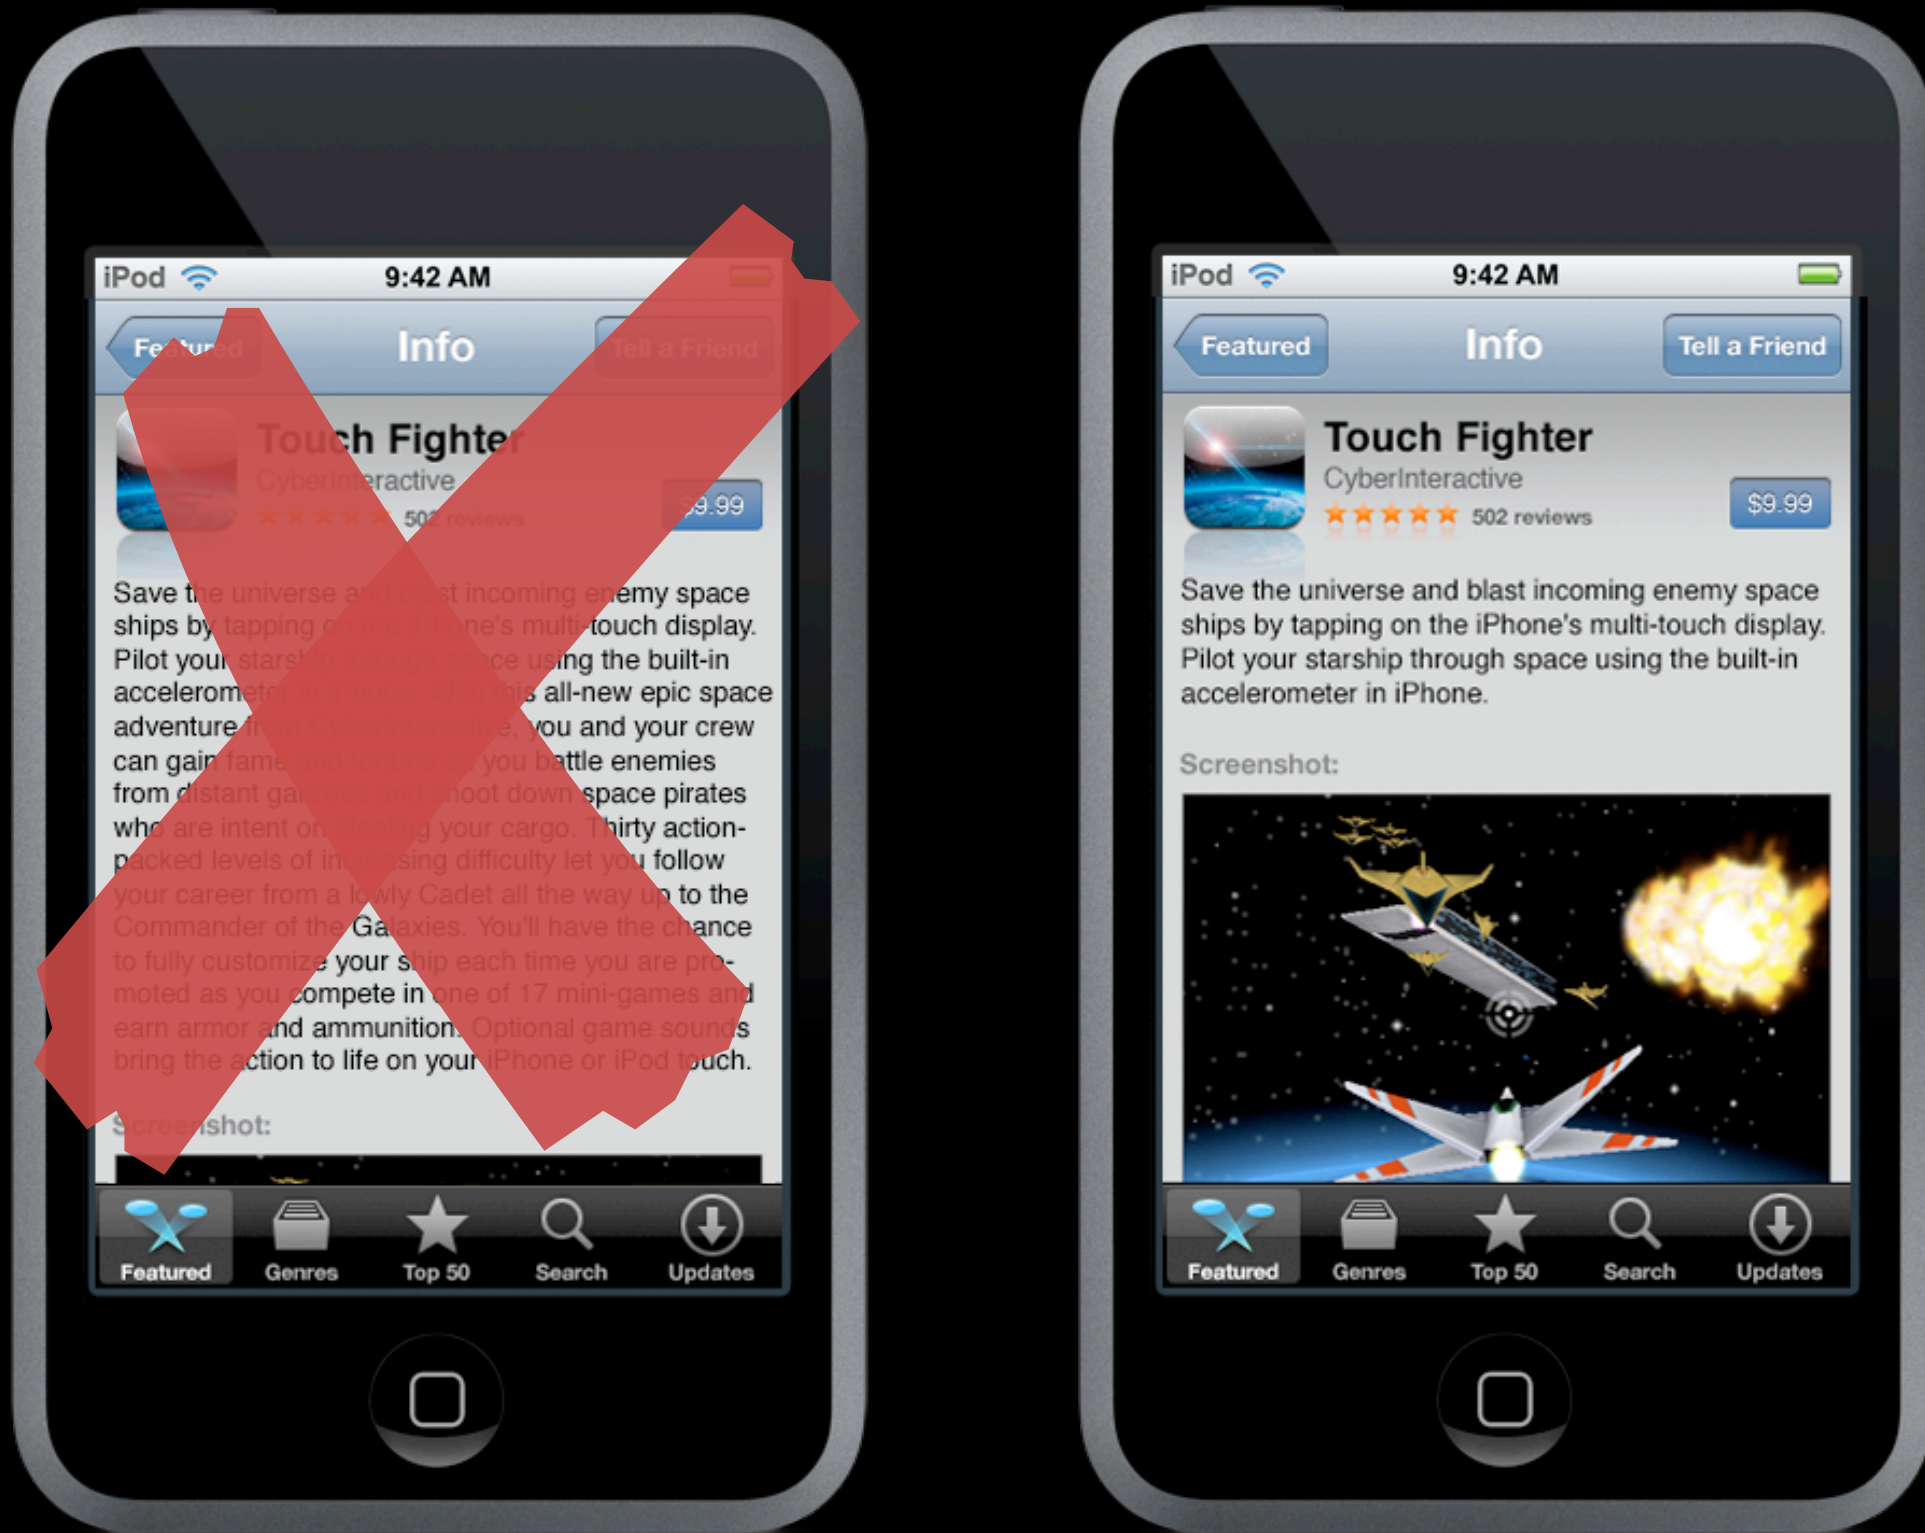 iPod 9:42 AM
Featured Info Tell a Friend
Touch Fighter
CyberInteractive
502 reviews
$9.99
Save the universe and blast incoming enemy space
ships by tapping on the iPhone's multi-touch display.
Pilot your starship through space using the built-in
accelerometer in iPhone. With this all-new epic space
adventure from CyberInteractive, you and your crew
can gain fame and fortune as you battle enemies
from distant galaxies and shoot down space pirates
who are intent on stealing your cargo. Thirty action-
packed levels of increasing difficulty let you follow
your career from a lowly Cadet all the way up to the
Commander of the Galaxies. You'll have the chance
to fully customize your ship each time you are pro-
moted as you compete in one of 17 mini-games and
earn armor and ammunition. Optional game sounds
bring the action to life on your iPhone or iPod touch.
Screenshot:
Featured Genres Top 50 Search Updates
iPod 9:42 AM
Featured Info Tell a Friend
Touch Fighter
CyberInteractive
502 reviews
$9.99
Save the universe and blast incoming enemy space
ships by tapping on the iPhone's multi-touch display.
Pilot your starship through space using the built-in
accelerometer in iPhone.
Screenshot:
Featured Genres Top 50 Search Updates